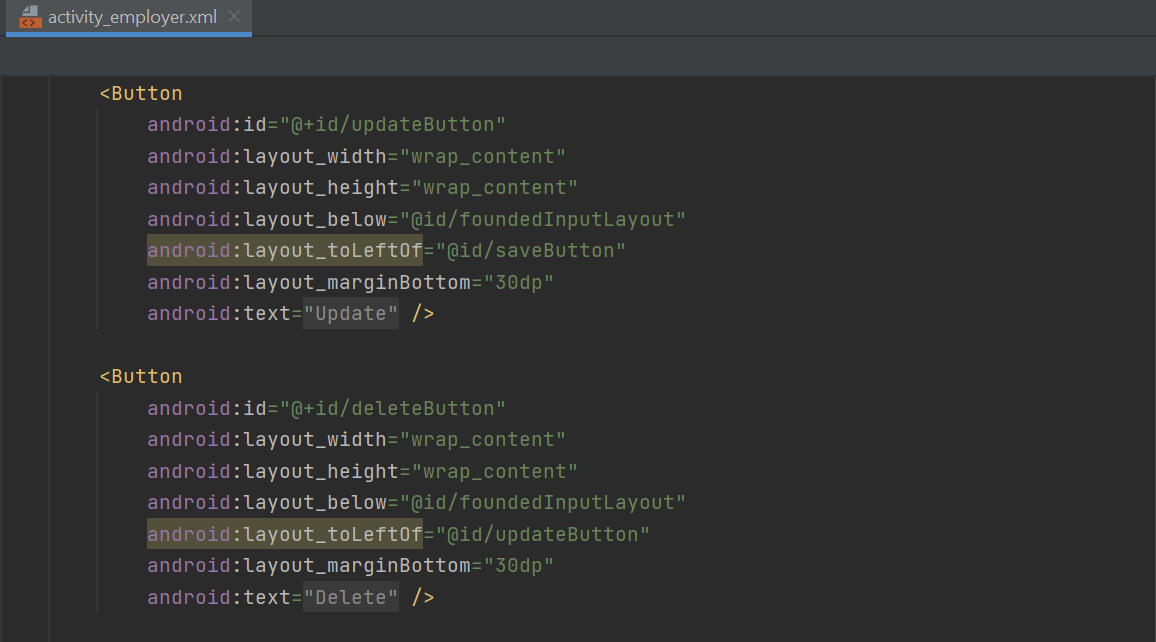 activity_employer.xml
<Button
android:id="@+id/updateButton"
android:layout_width="wrap_content"
android:layout_height="wrap_content"
android:layout_below="@id/foundedInputLayout"
android:layout_toLeftOf="@id/saveButton"
android:layout_marginBottom="30dp"
android:text="Update" />
<Button
android:id="@+id/deleteButton"
android:layout_width="wrap_content"
android:layout_height="wrap_content"
android:layout_below="@id/foundedInputLayout"
android:layout_toLeftOf="@id/updateButton"
android:layout_marginBottom="30dp"
android:text="Delete" />